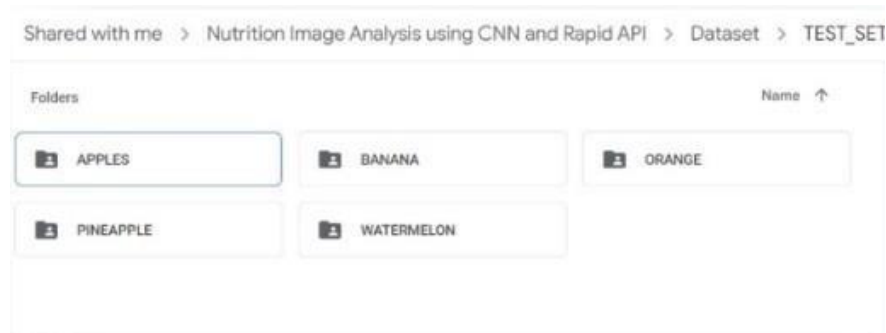 Shared with me > Nutrition Image Analysis using CNN and Rapid API > Dataset > TEST_SET
Folders Name ↑
APPLES BANANA ORANGE
PINEAPPLE WATERMELON